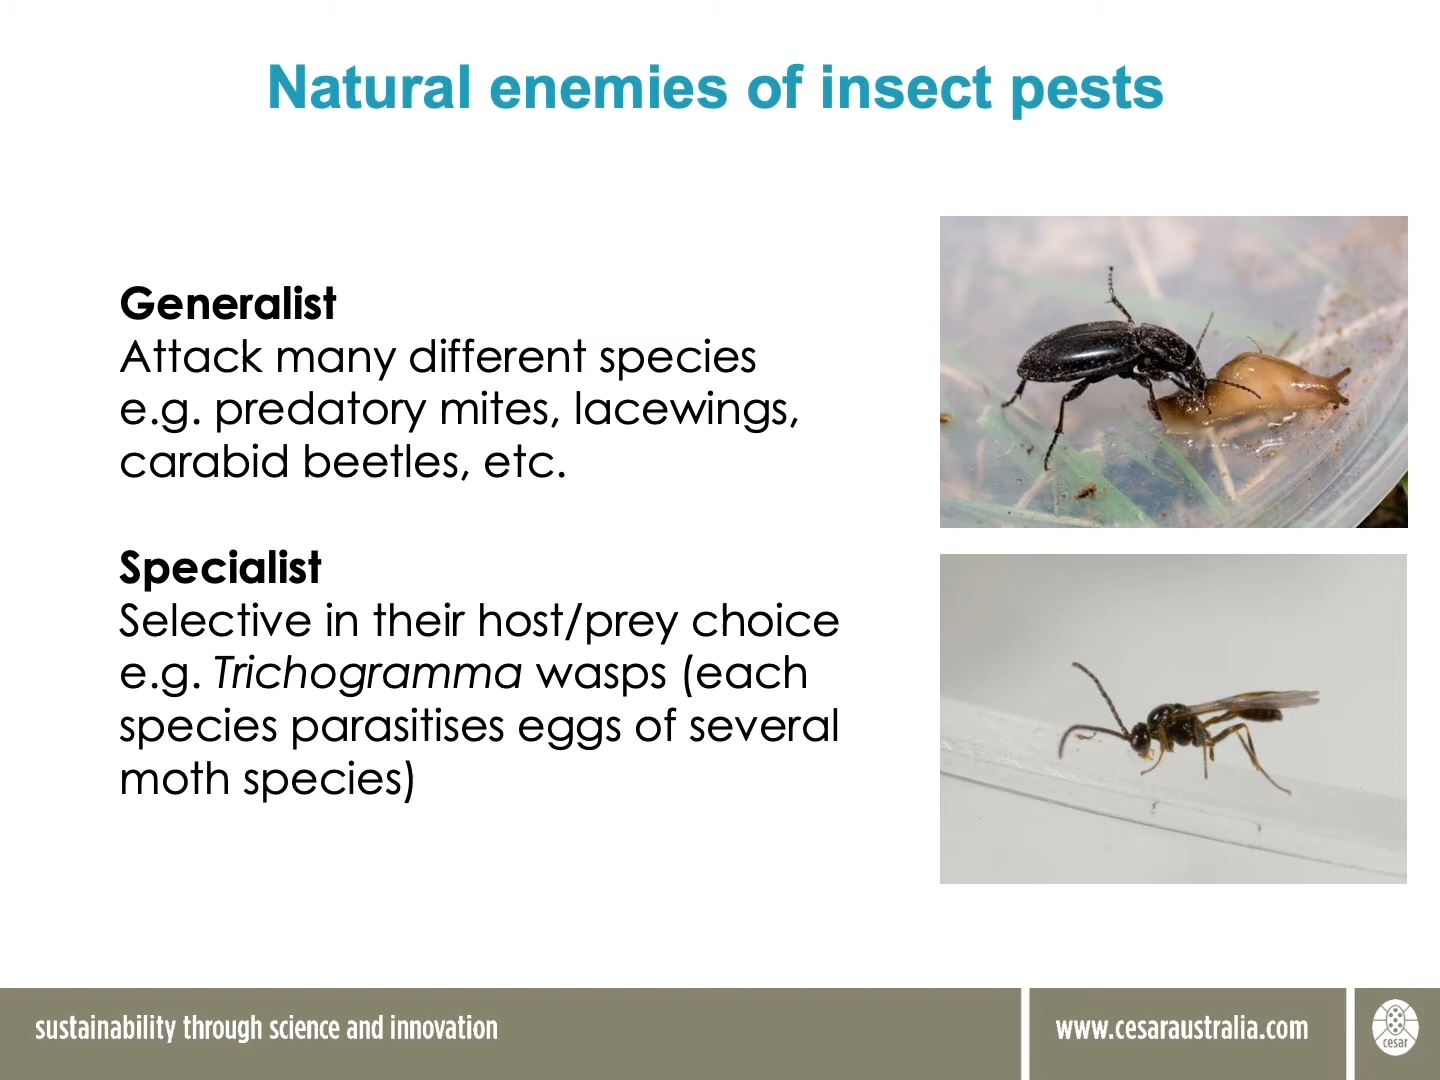 Natural enemies of insect pests
Generalist
Attack many different species
e.g. predatory mites, lacewings,
carabid beetles, etc.
Specialist
Selective in their host/prey choice
e.g. Trichogramma wasps (each
species parasitises eggs of several
moth species)
sustainability through science and innovation
www.cesaraustralia.com
cesar